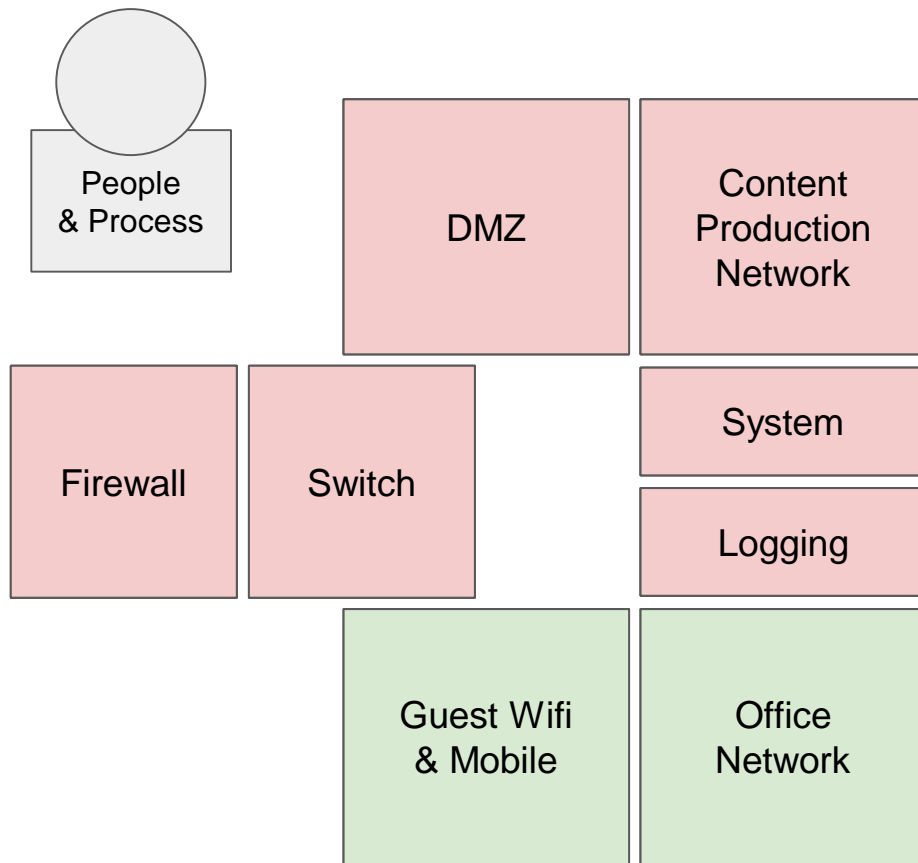 People
& Process
DMZ
Content
Production
Network
Firewall
Switch
System
Logging
Guest Wifi
& Mobile
Office
Network